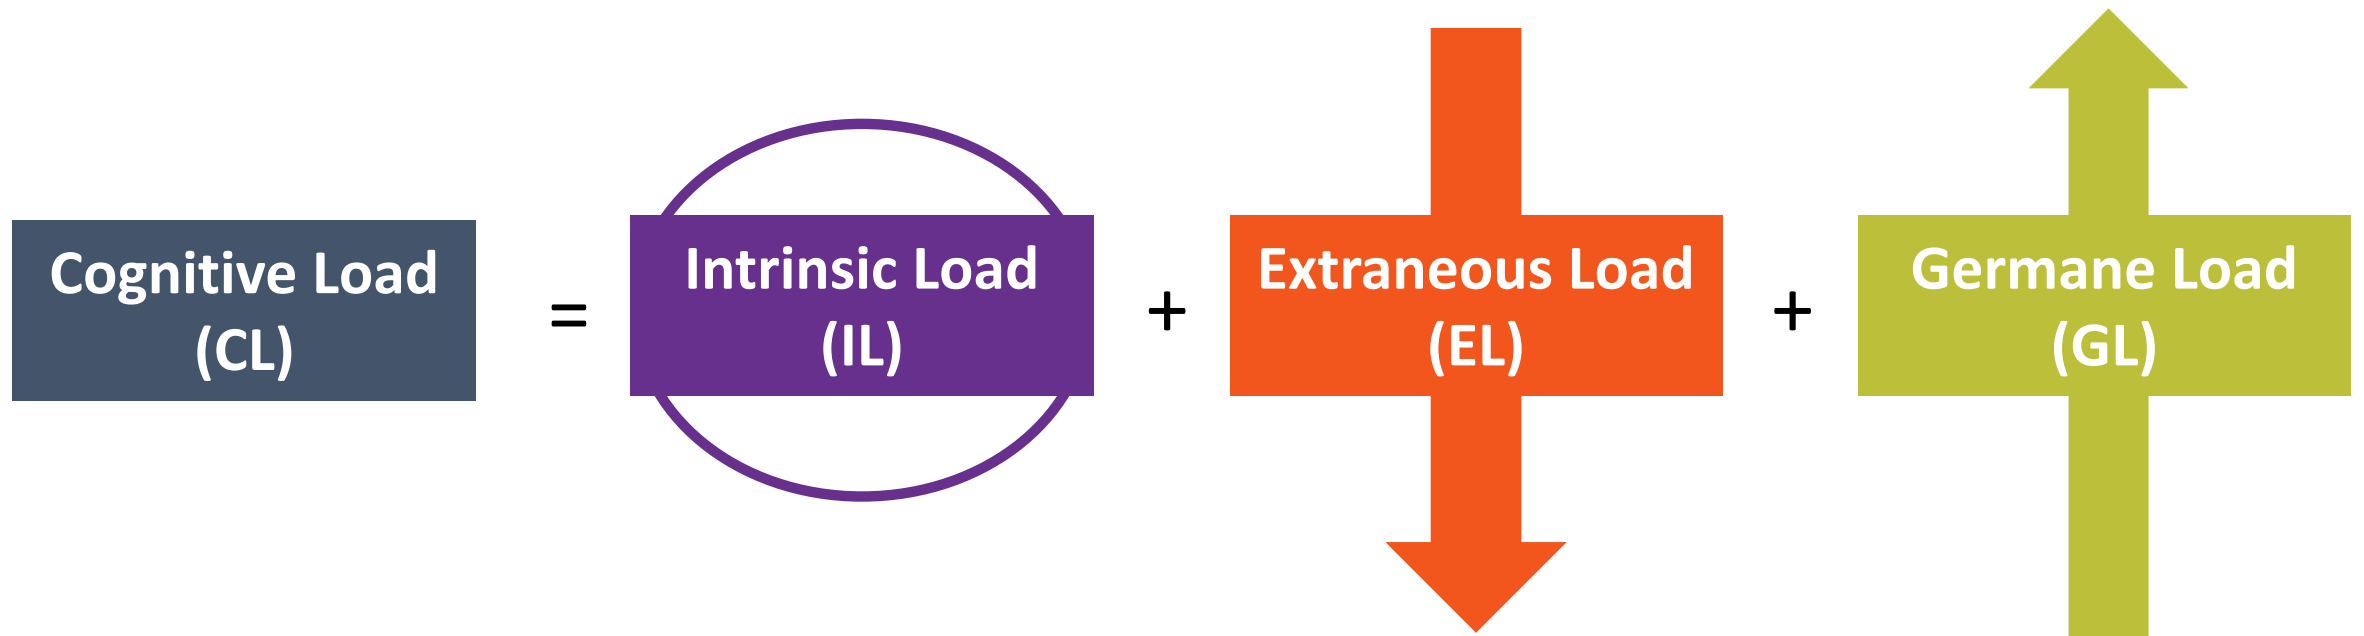 Cognitive Load
(CL)
=
Intrinsic Load
(IL)
+
Extraneous Load
(EL)
+
Germane Load
(GL)